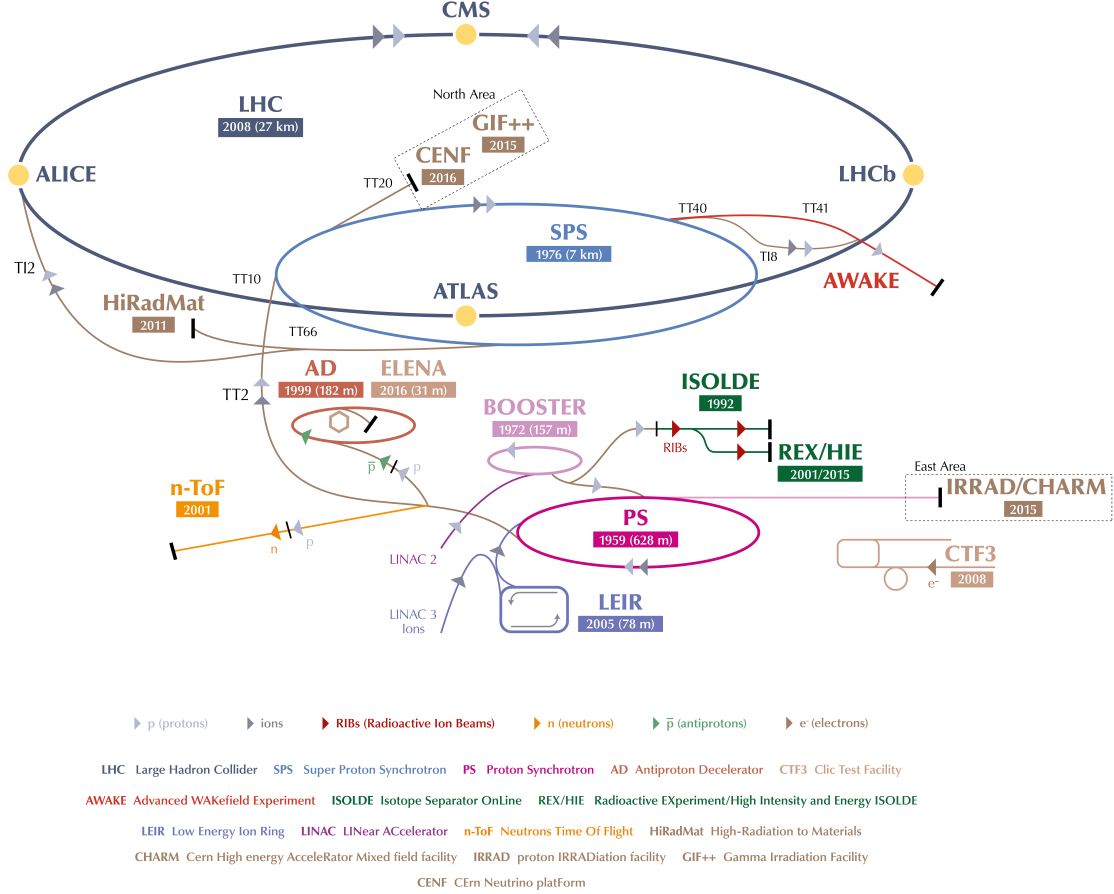 CMS
North Area
LHC
2008 (27 km)
GIF++
2015
CENF
2016
ALICE
LHCb
TT20
TT40
TT41
SPS
1976 (7 km)
TI8
TI2
TT10
AWAKE
ATLAS
HiRadMat
2011
TT66
AD
1999 (182 m)
ELENA
2016 (31 m)
TT2
ISOLDE
1992
BOOSTER
1972 (157 m)
RIBs
REX/HIE
2001/2015
p̅
p
East Area
n-ToF
2001
IRRAD/CHARM
2015
PS
1959 (628 m)
n
p
LINAC 2
CTF3
2008
e-
LEIR
2005 (78 m)
LINAC 3
Ions
p (protons) ions RIBs (Radioactive Ion Beams) n (neutrons) p̅ (antiprotons) e- (electrons)
LHC Large Hadron Collider SPS Super Proton Synchrotron PS Proton Synchrotron AD Antiproton Decelerator CTF3 Clic Test Facility
AWAKE Advanced WAKefield Experiment ISOLDE Isotope Separator OnLine REX/HIE Radioactive EXperiment/High Intensity and Energy ISOLDE
LEIR Low Energy Ion Ring LINAC LINear ACcelerator n-ToF Neutrons Time Of Flight HiRadMat High-Radiation to Materials
CHARM Cern High energy AcceleRator Mixed field facility IRRAD proton IRRADiation facility GIF++ Gamma Irradiation Facility
CENF CErn Neutrino platForm